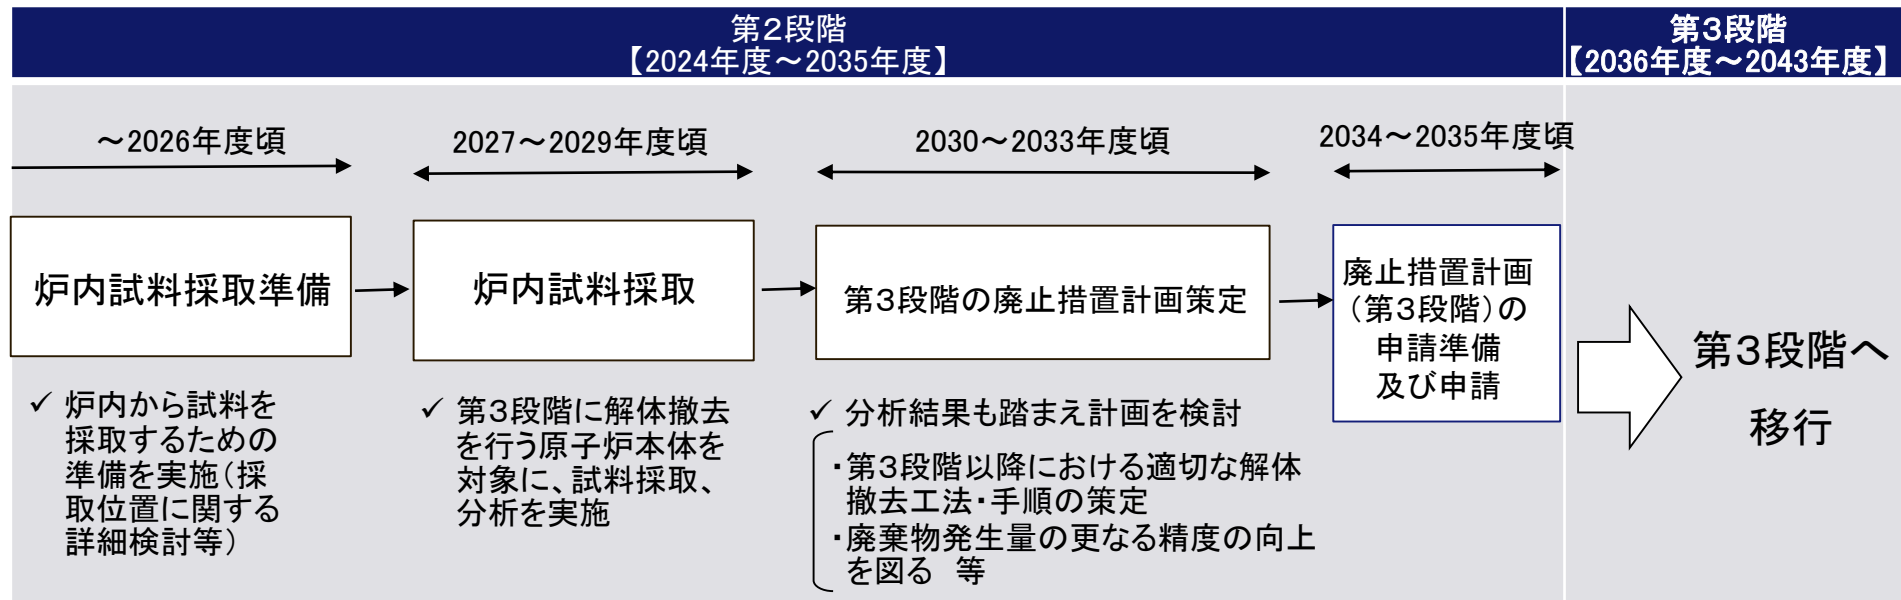 第２段階
【2024年度～2035年度】
第３段階
【2036年度～2043年度】
～2026年度頃
2027～2029年度頃
2030～2033年度頃
2034～2035年度頃
炉内試料採取準備
炉内試料採取
第３段階の廃止措置計画策定
廃止措置計画
（第３段階）の
申請準備
及び申請
第３段階へ
移行
✓ 炉内から試料を
採取するための
準備を実施（採
取位置に関する
詳細検討等）
✓ 第３段階に解体撤去
を行う原子炉本体を
対象に、試料採取、
分析を実施
✓ 分析結果も踏まえ計画を検討
・第３段階以降における適切な解体
撤去工法・手順の策定
・廃棄物発生量の更なる精度の向上
を図る　等